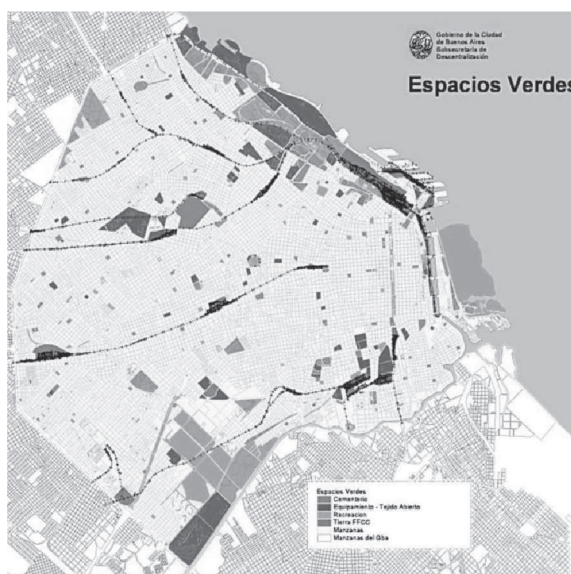 Gobierno de la Ciudad
de Buenos Aires
Subsecretaría de
Descentralización
Espacios Verdes
Espacios Verdes
Cementerio
Equipamiento - Tejido Abierto
Recreacion
Tierra FFCC
Manzanas
Manzanas del Gba